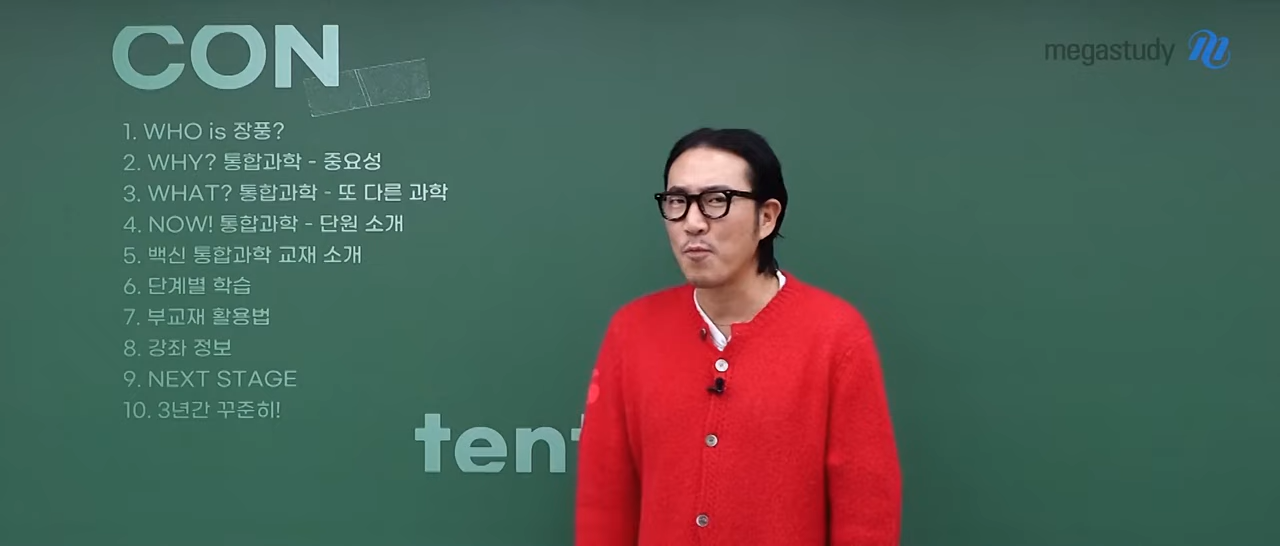 CON
megastudy
1. WHO is 장풍?
2. WHY? 통합과학 - 중요성
3. WHAT? 통합과학 - 또 다른 과학
4. NOW! 통합과학 - 단원 소개
5. 백신 통합과학 교재 소개
6. 단계별 학습
7. 부교재 활용법
8. 강좌 정보
9. NEXT STAGE
10. 3년간 꾸준히!
tent